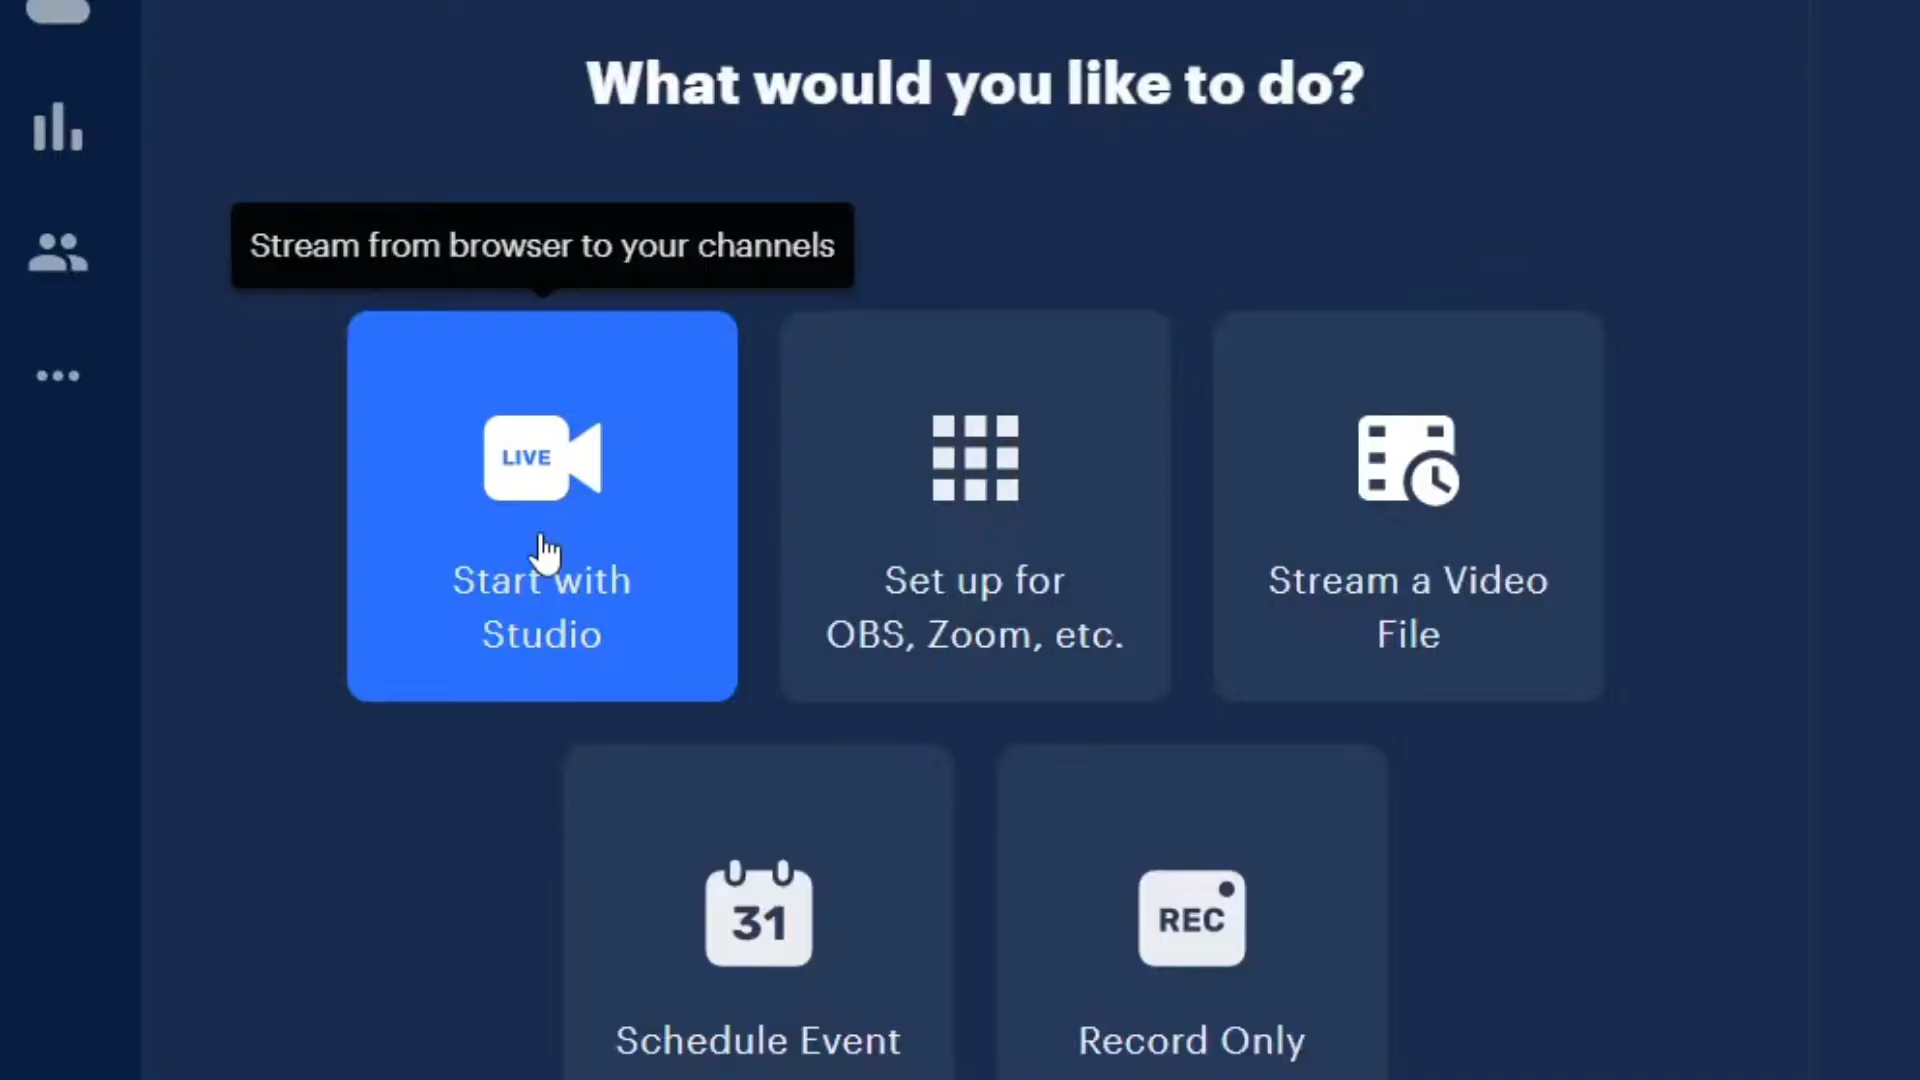 What would you like to do?
Stream from browser to your channels
LIVE
Start with
Studio
Set up for
OBS, Zoom, etc.
Stream a Video
File
31
Schedule Event
REC
Record Only